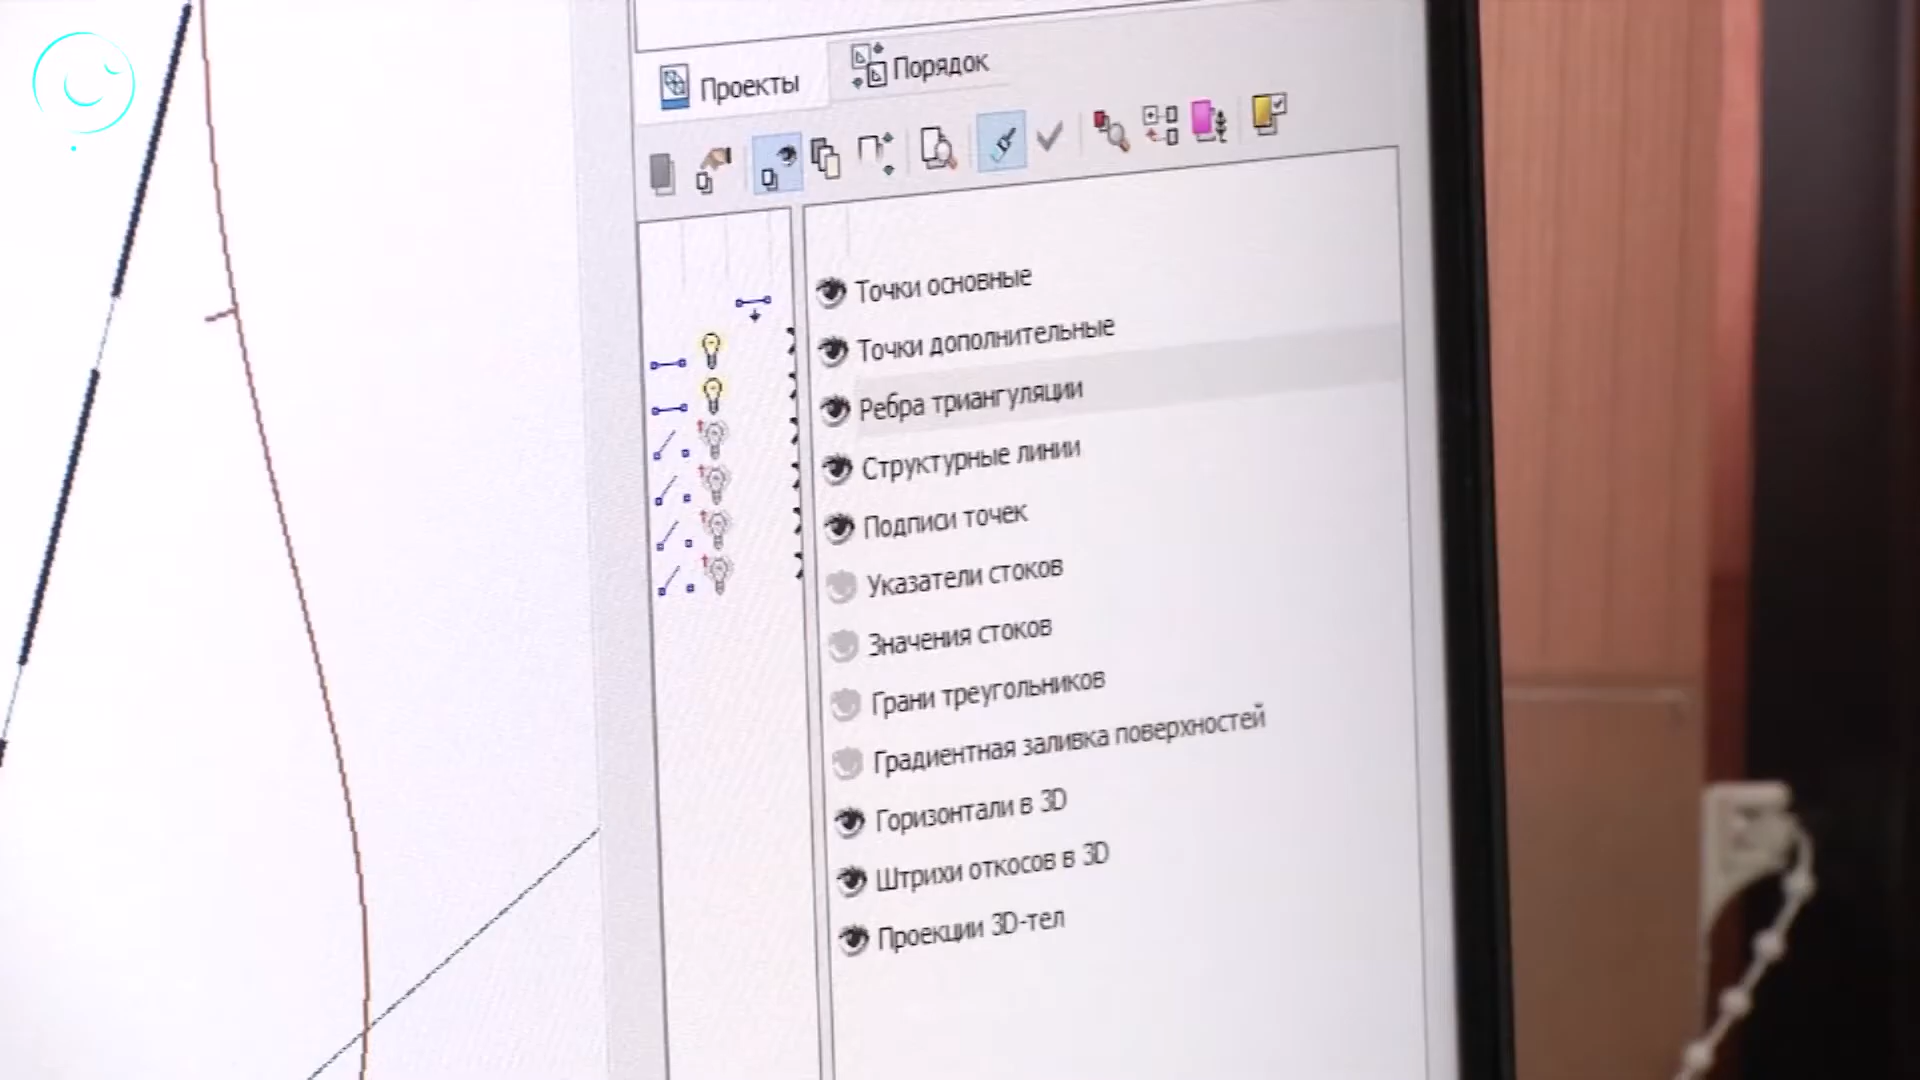 Проекты
Порядок
Точки основные
Точки дополнительные
Ребра триангуляции
Структурные линии
Подписи точек
Указатели стоков
Значения стоков
Грани треугольников
Градиентная заливка поверхностей
Горизонтали в 3D
Штрихи откосов в 3D
Проекции 3D-тел